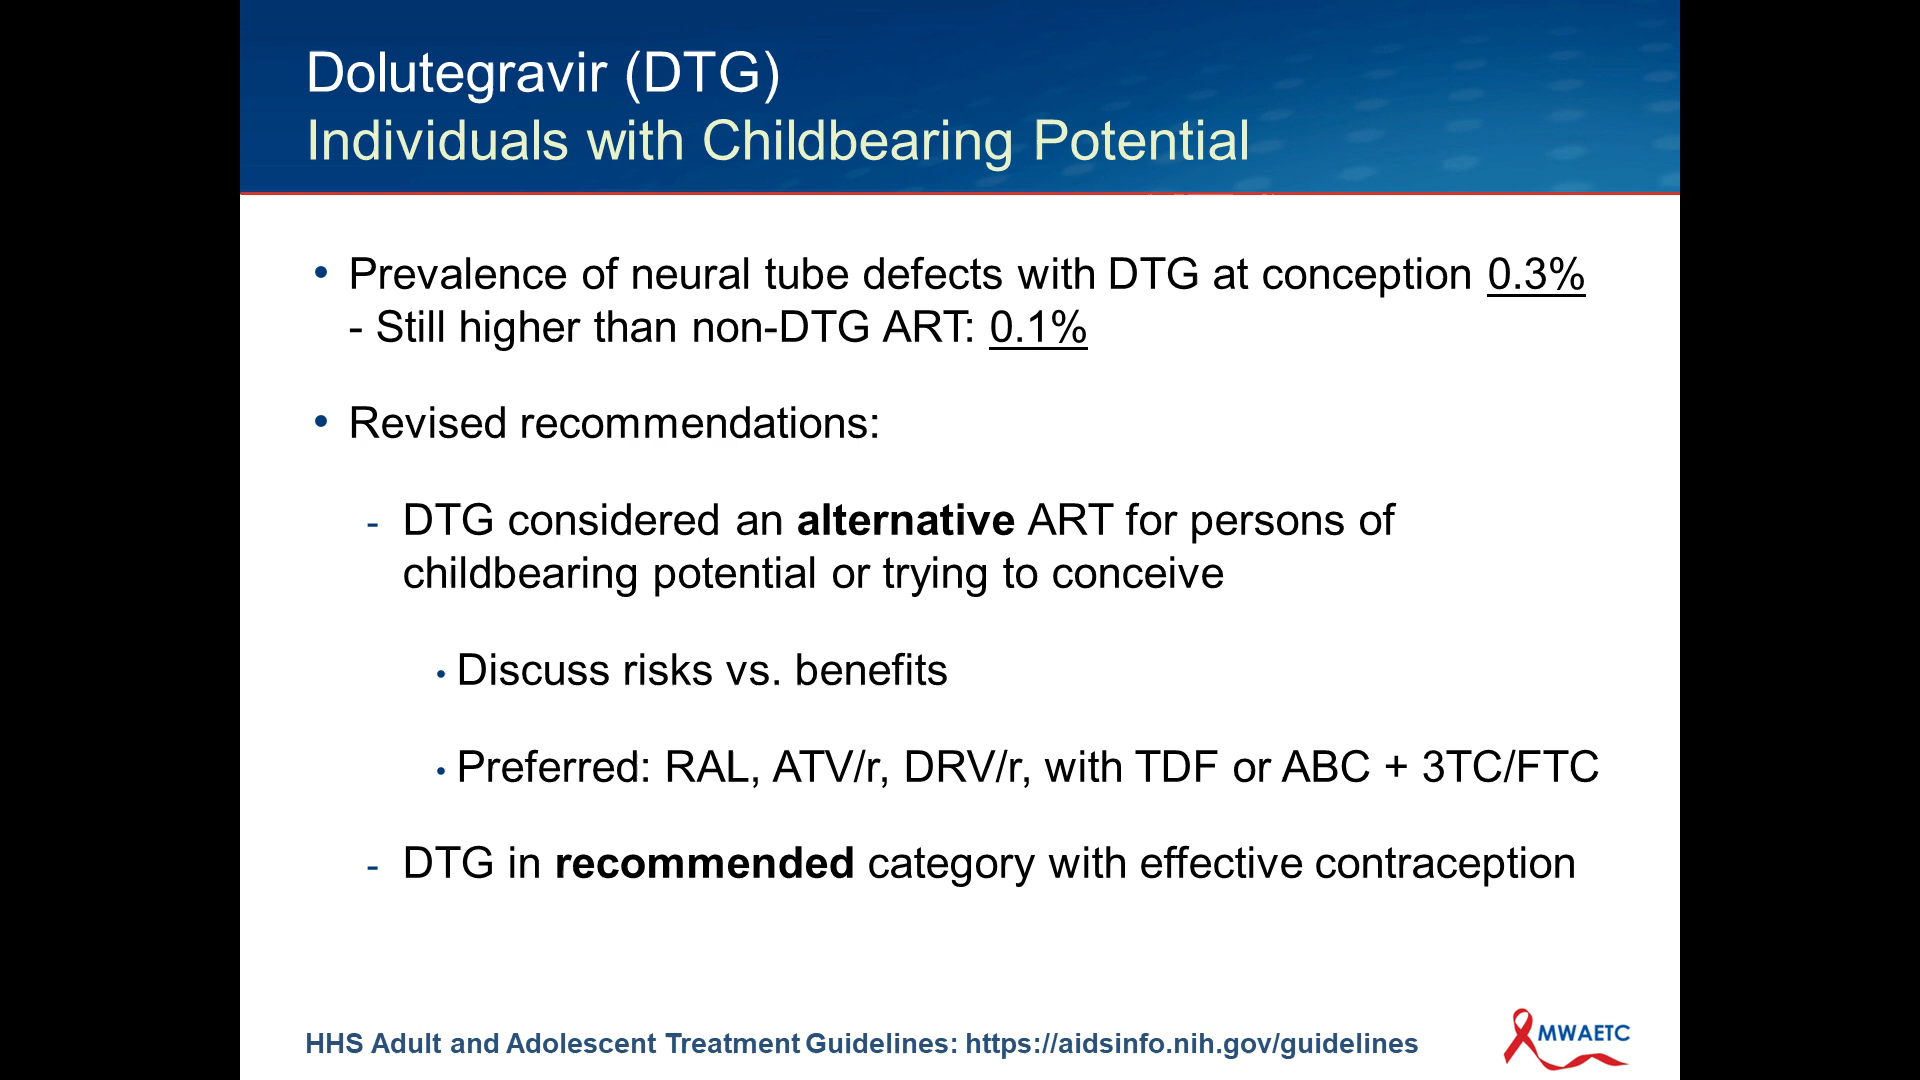 Dolutegravir (DTG)
Individuals with Childbearing Potential
• Prevalence of neural tube defects with DTG at conception 0.3%
- Still higher than non-DTG ART: 0.1%
• Revised recommendations:
- DTG considered an alternative ART for persons of
childbearing potential or trying to conceive
• Discuss risks vs. benefits
• Preferred: RAL, ATV/r, DRV/r, with TDF or ABC + 3TC/FTC
- DTG in recommended category with effective contraception
HHS Adult and Adolescent Treatment Guidelines: https://aidsinfo.nih.gov/guidelines
MWAETC